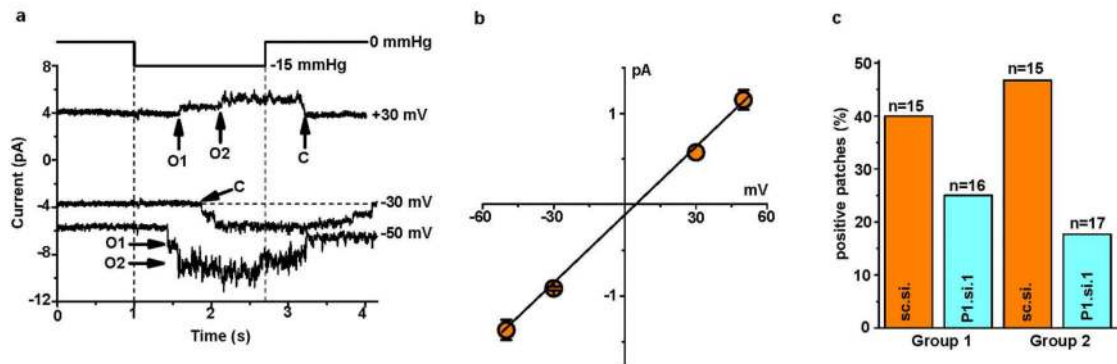 a
0 mmHg
-15 mmHg
8
4
0
-4
-8
-12
Current (pA)
+30 mV
O1
O2
C
C
-30 mV
-50 mV
O1
O2
0
1
2
3
4
Time (s)
b
pA
1
mV
-60
-30
30
60
-1
c
50
40
30
20
10
0
positive patches (%)
n=15
n=16
n=15
n=17
sc.si.
P1.si.1
sc.si.
P1.si.1
Group 1
Group 2